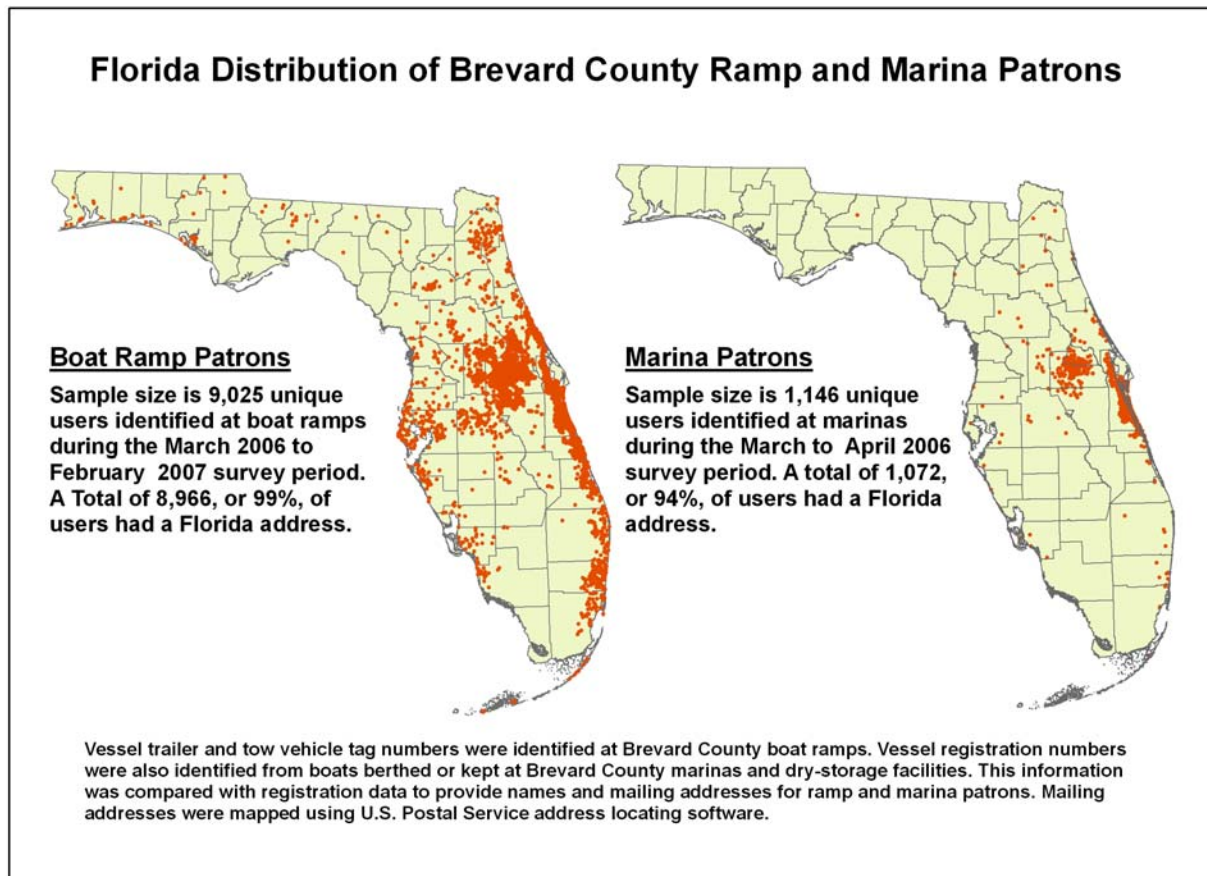 Florida Distribution of Brevard County Ramp and Marina Patrons
Boat Ramp Patrons
Sample size is 9,025 unique
users identified at boat ramps
during the March 2006 to
February 2007 survey period.
A Total of 8,966, or 99%, of
users had a Florida address.
Marina Patrons
Sample size is 1,146 unique
users identified at marinas
during the March to April 2006
survey period. A total of 1,072,
or 94%, of users had a Florida
address.
Vessel trailer and tow vehicle tag numbers were identified at Brevard County boat ramps. Vessel registration numbers
were also identified from boats berthed or kept at Brevard County marinas and dry-storage facilities. This information
was compared with registration data to provide names and mailing addresses for ramp and marina patrons. Mailing
addresses were mapped using U.S. Postal Service address locating software.